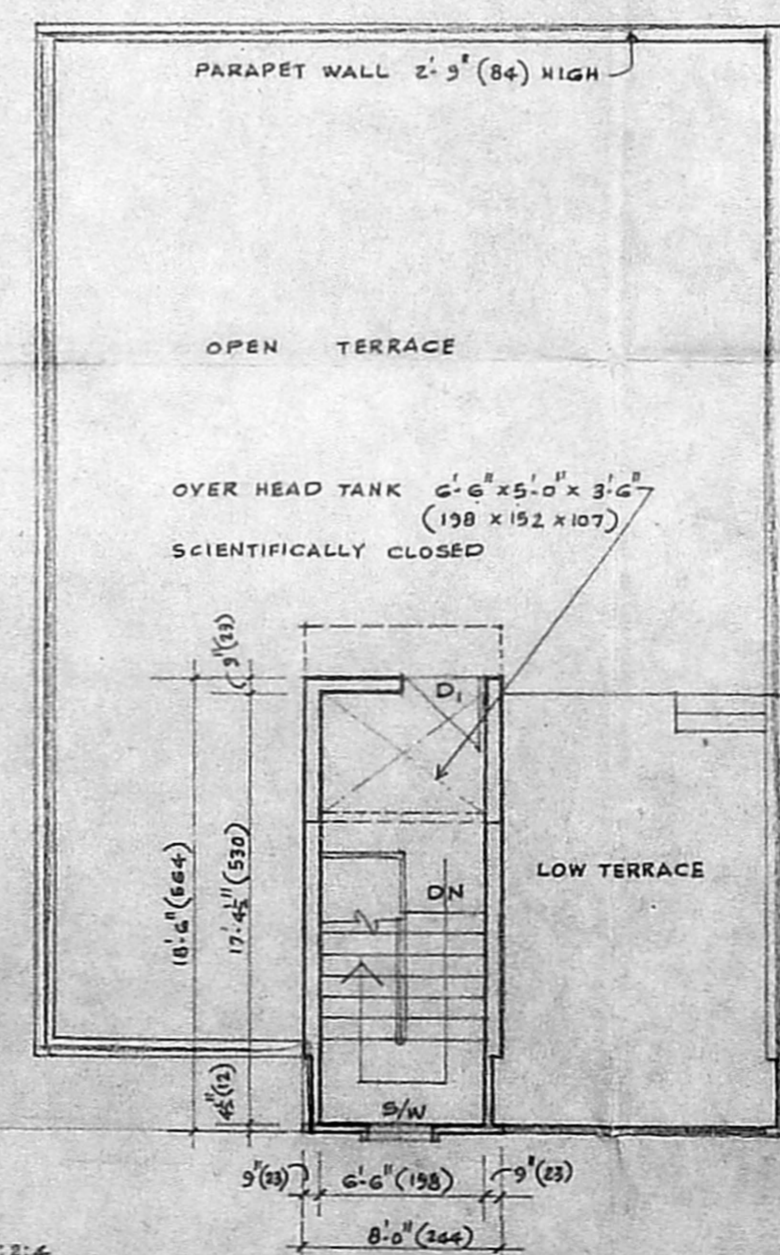 PARAPET WALL 2'-9" (84) HIGH
OPEN TERRACE
OVER HEAD TANK 6'-6" x 5'-0" x 3'-6"
(198 x 152 x 107)
SCIENTIFICALLY CLOSED
9"(23)
D1
18'-6"(564)
17'-4½"(530)
LOW TERRACE
DN
4½"(12)
S/W
9"(23) 6'-6"(198) 9"(23)
8'-0"(244)